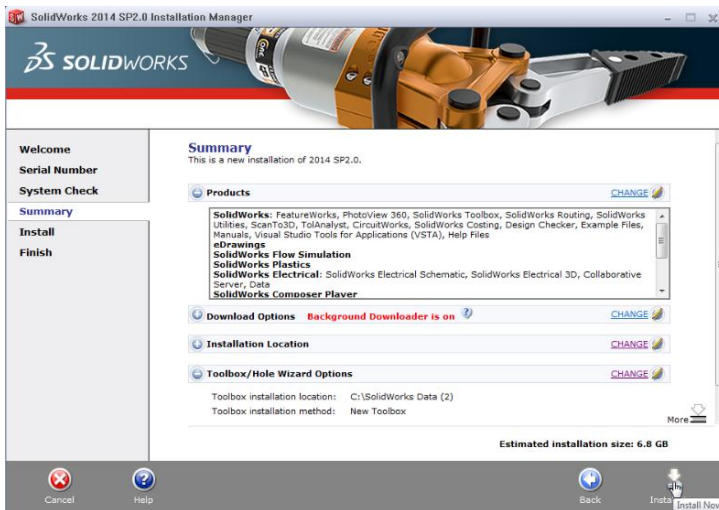 SolidWorks 2014 SP2.0 Installation Manager
SOLIDWORKS
Welcome
Serial Number
System Check
Summary
Install
Finish
Summary
This is a new installation of 2014 SP2.0.
Products CHANGE
SolidWorks: FeatureWorks, PhotoView 360, SolidWorks Toolbox, SolidWorks Routing, SolidWorks
Utilities, ScanTo3D, TolAnalyst, CircuitWorks, SolidWorks Costing, Design Checker, Example Files,
Manuals, Visual Studio Tools for Applications (VSTA), Help Files
eDrawings
SolidWorks Flow Simulation
SolidWorks Plastics
SolidWorks Electrical: SolidWorks Electrical Schematic, SolidWorks Electrical 3D, Collaborative
Server, Data
SolidWorks Composer Player
Download Options Background Downloader is on CHANGE
Installation Location CHANGE
Toolbox/Hole Wizard Options CHANGE
Toolbox installation location: C:\SolidWorks Data (2)
Toolbox installation method: New Toolbox
More
Estimated installation size: 6.8 GB
Cancel Help Back Insta
Install Now